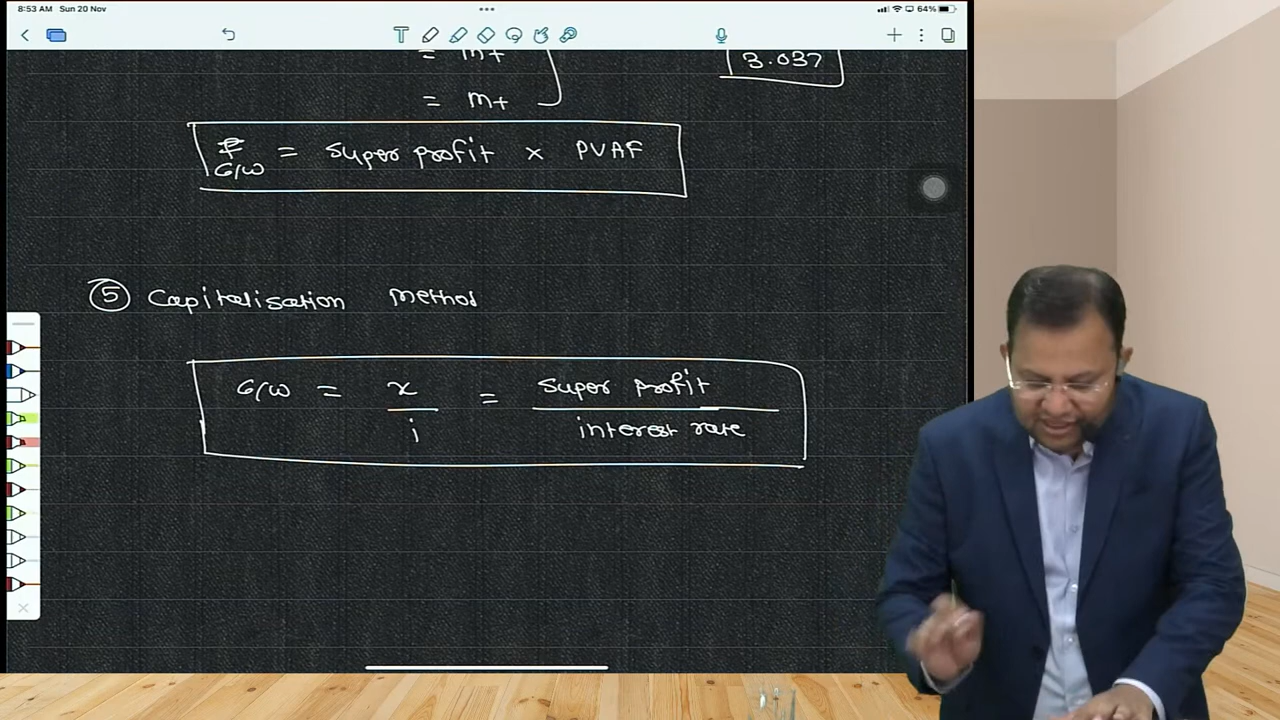 8:53 AM Sun 20 Nov
64%
= m+
3.037
= m+
G/W = Super profit x PVAF
5 Capitalisation method
G/W = x / i = Super profit / interest rate